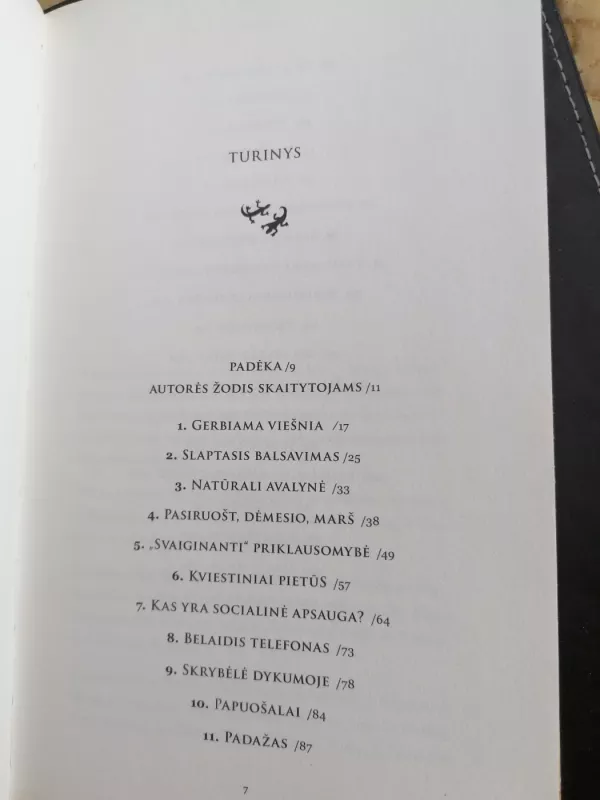 TURINYS
PADĖKA /9
AUTORĖS ŽODIS SKAITYTOJAMS /11
1. GERBIAMA VIEŠNIA /17
2. SLAPTASIS BALSAVIMAS /25
3. NATŪRALI AVALYNĖ /33
4. PASIRUOŠT, DĖMESIO, MARŠ /38
5. „SVAIGINANTI“ PRIKLAUSOMYBĖ /49
6. KVIESTINIAI PIETŪS /57
7. KAS YRA SOCIALINĖ APSAUGA? /64
8. BELAIDIS TELEFONAS /73
9. SKRYBĖLĖ DYKUMOJE /78
10. PAPUOŠALAI /84
11. PADAŽAS /87
7